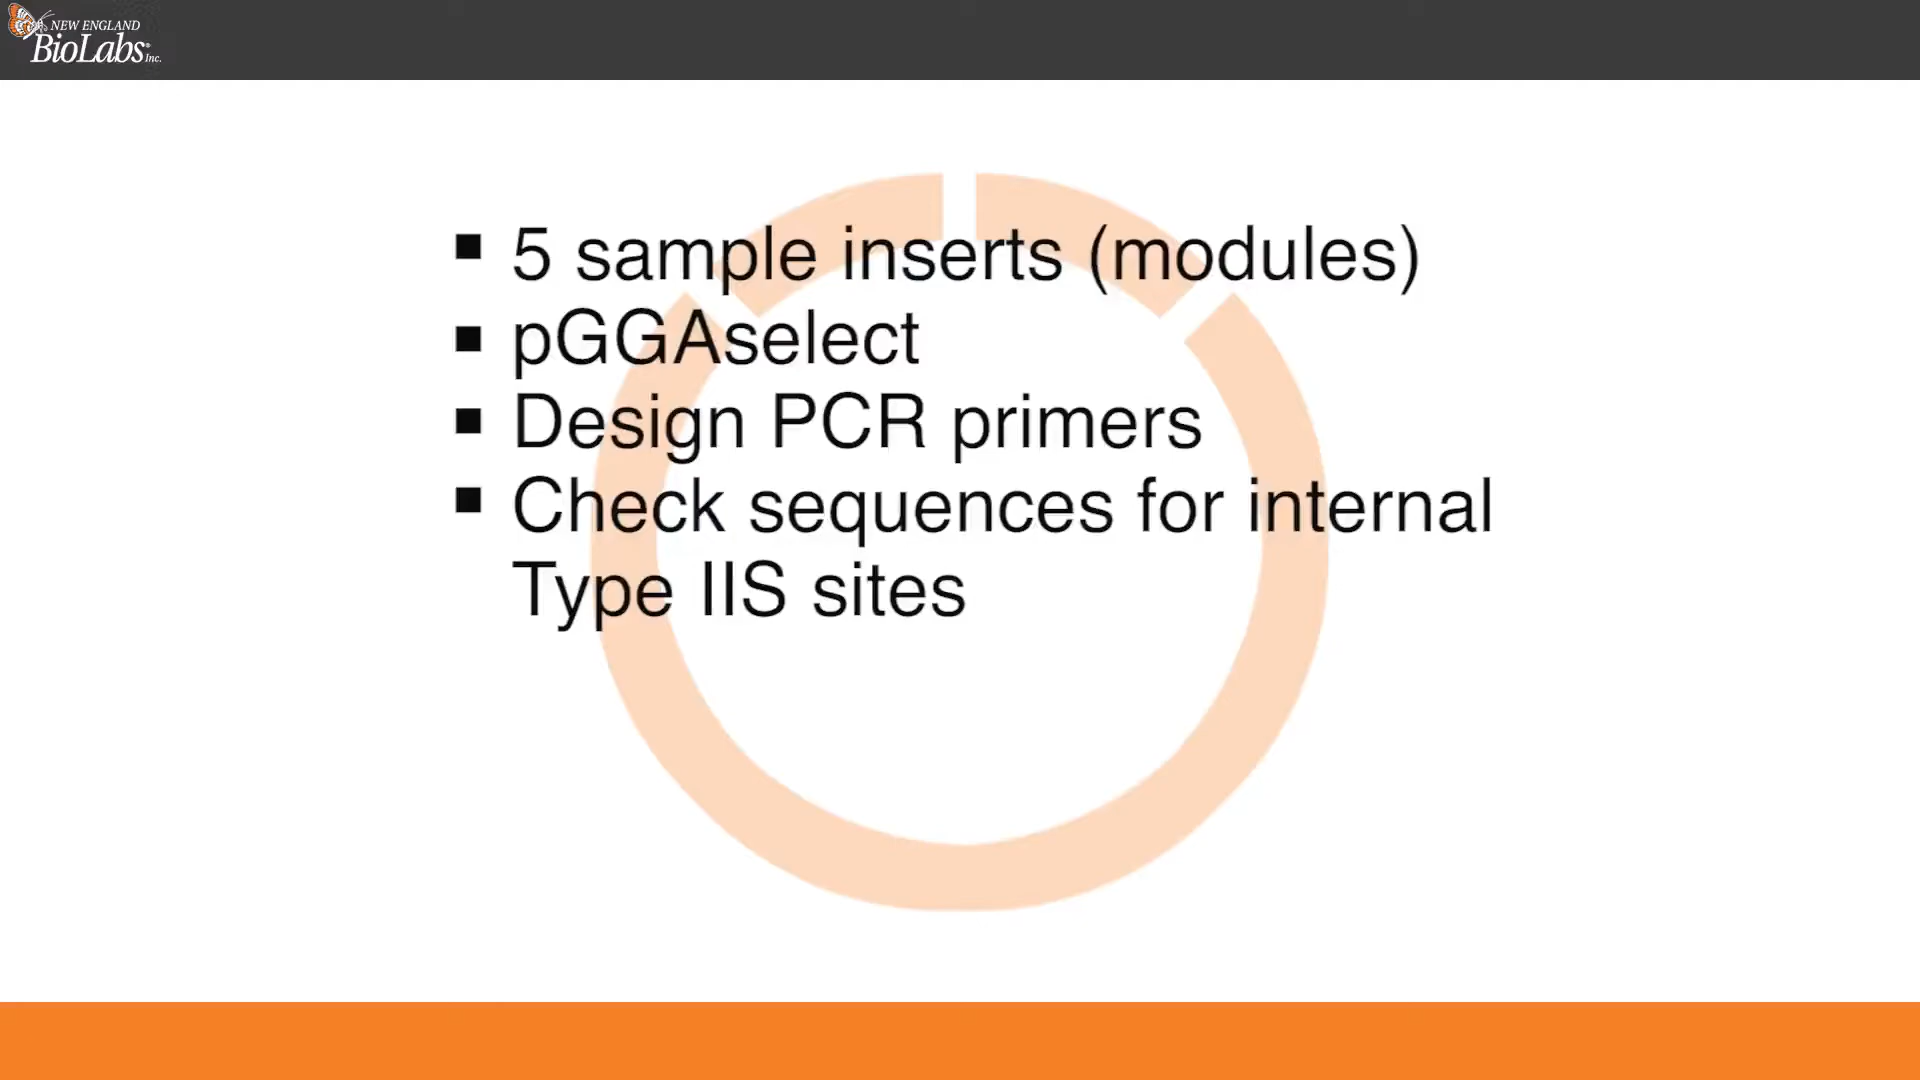 NEW ENGLAND
BioLabs® Inc.
▪ 5 sample inserts (modules)
▪ pGGAselect
▪ Design PCR primers
▪ Check sequences for internal
Type IIS sites